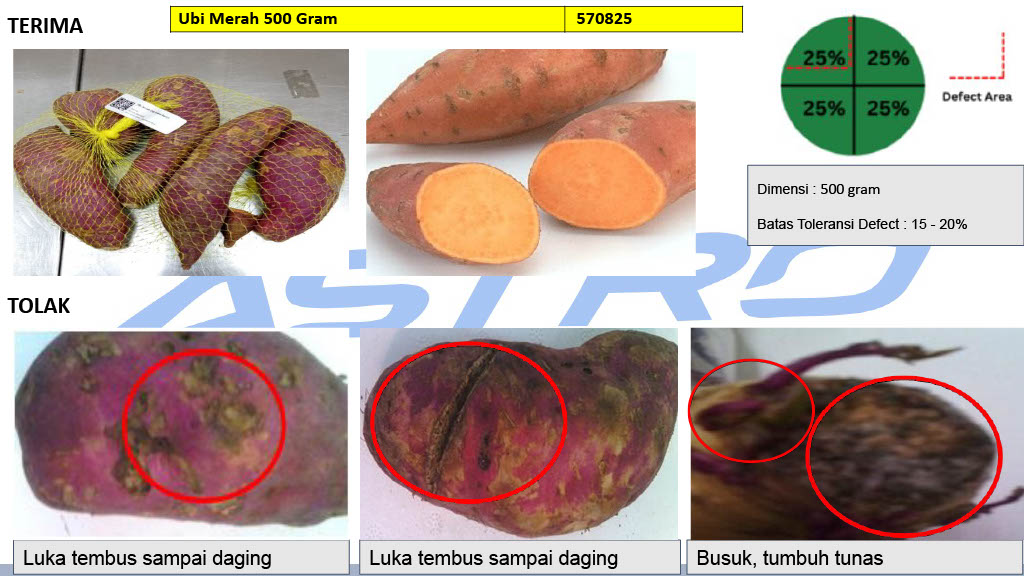 TERIMA
Ubi Merah 500 Gram 570825
25% 25%
25% 25%
Defect Area
Dimensi : 500 gram
Batas Toleransi Defect : 15 - 20%
ASTRO
TOLAK
Luka tembus sampai daging
Luka tembus sampai daging
Busuk, tumbuh tunas